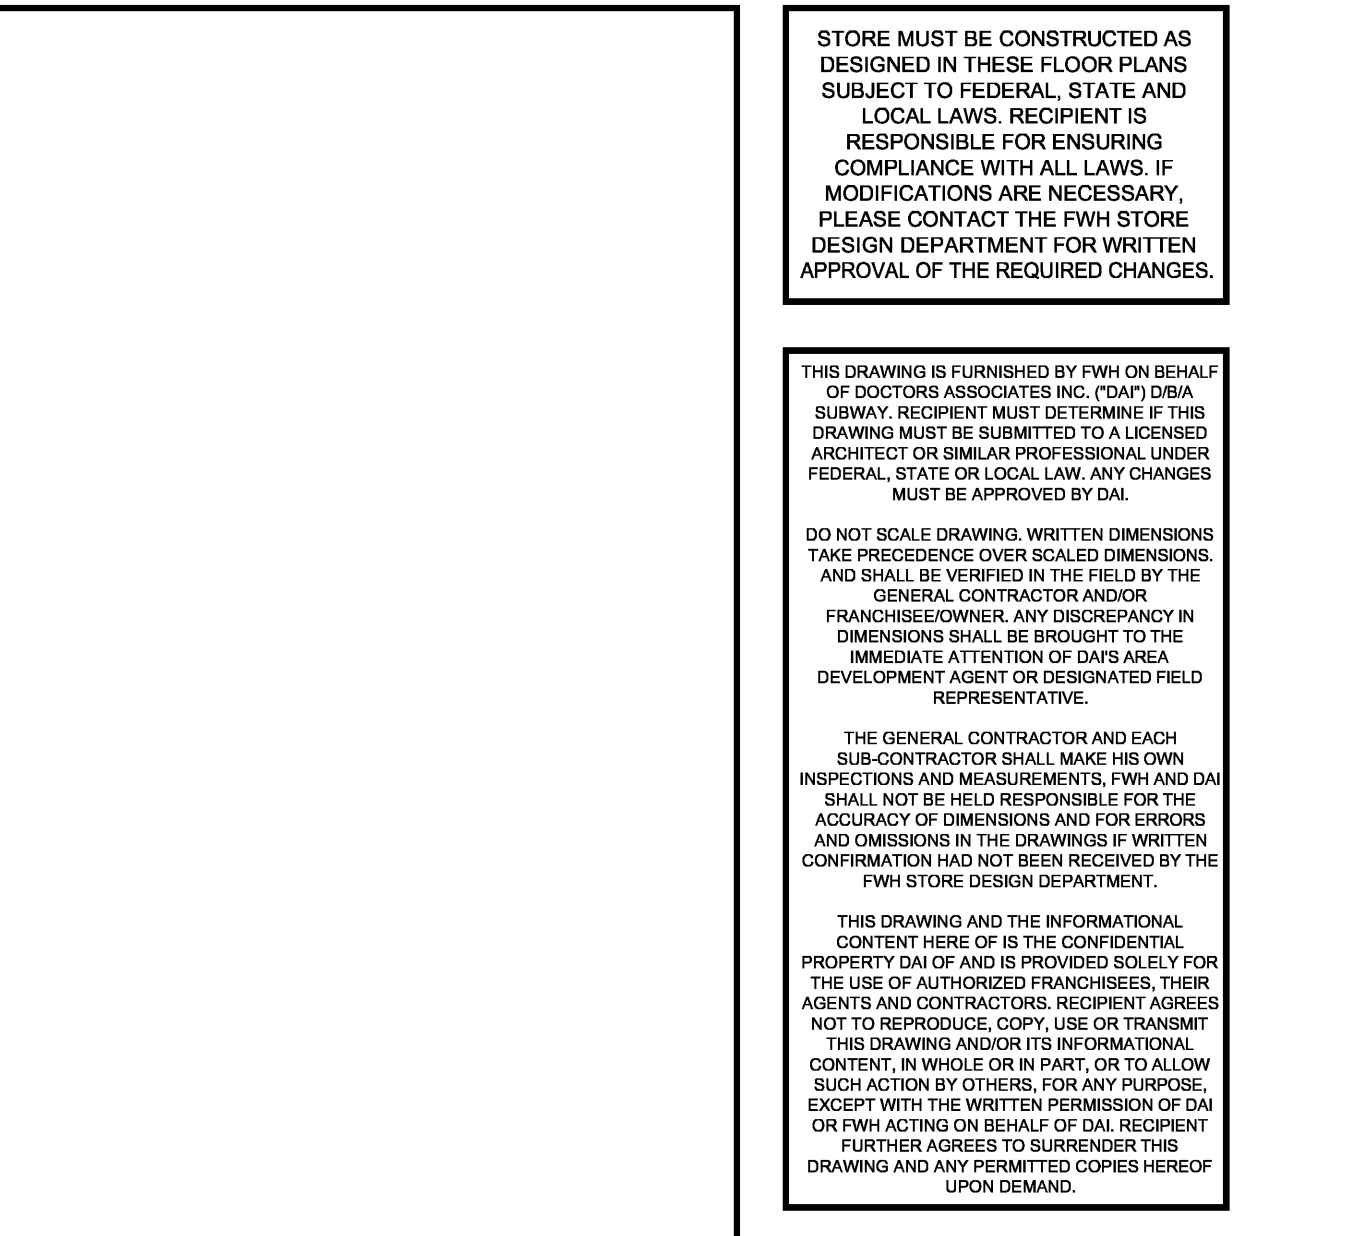 STORE MUST BE CONSTRUCTED AS
DESIGNED IN THESE FLOOR PLANS
SUBJECT TO FEDERAL, STATE AND
LOCAL LAWS. RECIPIENT IS
RESPONSIBLE FOR ENSURING
COMPLIANCE WITH ALL LAWS. IF
MODIFICATIONS ARE NECESSARY,
PLEASE CONTACT THE FWH STORE
DESIGN DEPARTMENT FOR WRITTEN
APPROVAL OF THE REQUIRED CHANGES.
THIS DRAWING IS FURNISHED BY FWH ON BEHALF
OF DOCTORS ASSOCIATES INC. ("DAI") D/B/A
SUBWAY. RECIPIENT MUST DETERMINE IF THIS
DRAWING MUST BE SUBMITTED TO A LICENSED
ARCHITECT OR SIMILAR PROFESSIONAL UNDER
FEDERAL, STATE OR LOCAL LAW. ANY CHANGES
MUST BE APPROVED BY DAI.
DO NOT SCALE DRAWING. WRITTEN DIMENSIONS
TAKE PRECEDENCE OVER SCALED DIMENSIONS.
AND SHALL BE VERIFIED IN THE FIELD BY THE
GENERAL CONTRACTOR AND/OR
FRANCHISEE/OWNER. ANY DISCREPANCY IN
DIMENSIONS SHALL BE BROUGHT TO THE
IMMEDIATE ATTENTION OF DAI'S AREA
DEVELOPMENT AGENT OR DESIGNATED FIELD
REPRESENTATIVE.
THE GENERAL CONTRACTOR AND EACH
SUB-CONTRACTOR SHALL MAKE HIS OWN
INSPECTIONS AND MEASUREMENTS, FWH AND DAI
SHALL NOT BE HELD RESPONSIBLE FOR THE
ACCURACY OF DIMENSIONS AND FOR ERRORS
AND OMISSIONS IN THE DRAWINGS IF WRITTEN
CONFIRMATION HAD NOT BEEN RECEIVED BY THE
FWH STORE DESIGN DEPARTMENT.
THIS DRAWING AND THE INFORMATIONAL
CONTENT HERE OF IS THE CONFIDENTIAL
PROPERTY DAI OF AND IS PROVIDED SOLELY FOR
THE USE OF AUTHORIZED FRANCHISEES, THEIR
AGENTS AND CONTRACTORS. RECIPIENT AGREES
NOT TO REPRODUCE, COPY, USE OR TRANSMIT
THIS DRAWING AND/OR ITS INFORMATIONAL
CONTENT, IN WHOLE OR IN PART, OR TO ALLOW
SUCH ACTION BY OTHERS, FOR ANY PURPOSE,
EXCEPT WITH THE WRITTEN PERMISSION OF DAI
OR FWH ACTING ON BEHALF OF DAI. RECIPIENT
FURTHER AGREES TO SURRENDER THIS
DRAWING AND ANY PERMITTED COPIES HEREOF
UPON DEMAND.